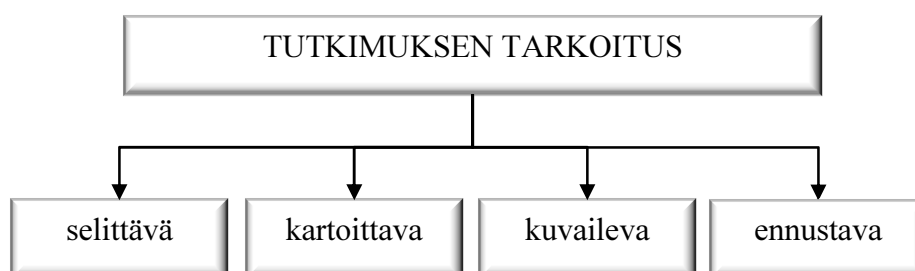 TUTKIMUKSEN TARKOITUS
selittävä
kartoittava
kuvaileva
ennustava